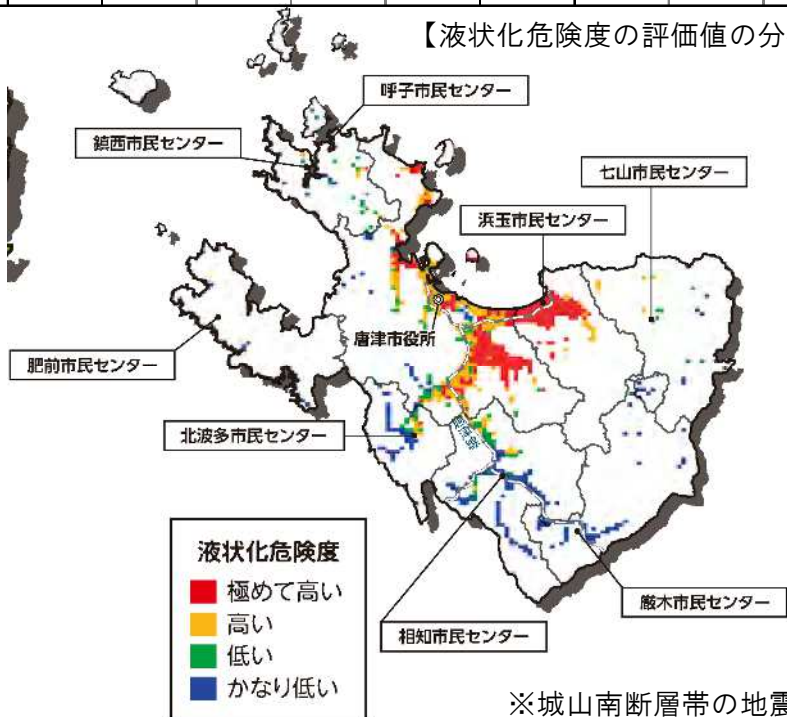 【液状化危険度の評価値の分
呼子市民センター
鎮西市民センター
七山市民センター
浜玉市民センター
唐津市役所
肥前市民センター
北波多市民センター
液状化危険度
極めて高い
高い
低い
かなり低い
厳木市民センター
相知市民センター
※城山南断層帯の地震